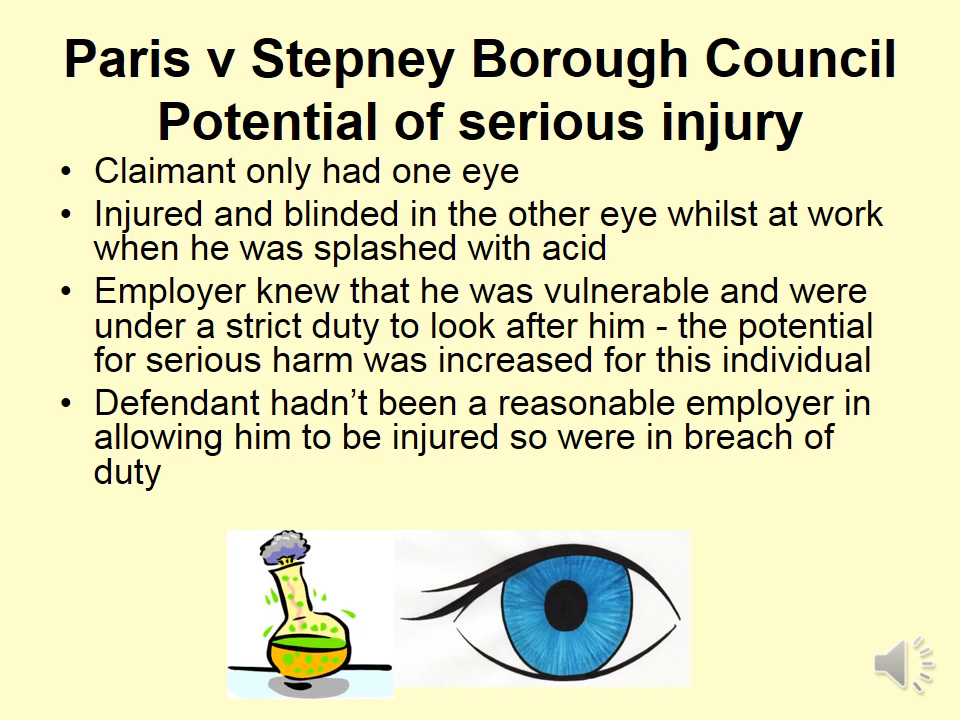 Paris v Stepney Borough Council
Potential of serious injury
• Claimant only had one eye
• Injured and blinded in the other eye whilst at work
when he was splashed with acid
• Employer knew that he was vulnerable and were
under a strict duty to look after him - the potential
for serious harm was increased for this individual
• Defendant hadn’t been a reasonable employer in
allowing him to be injured so were in breach of
duty